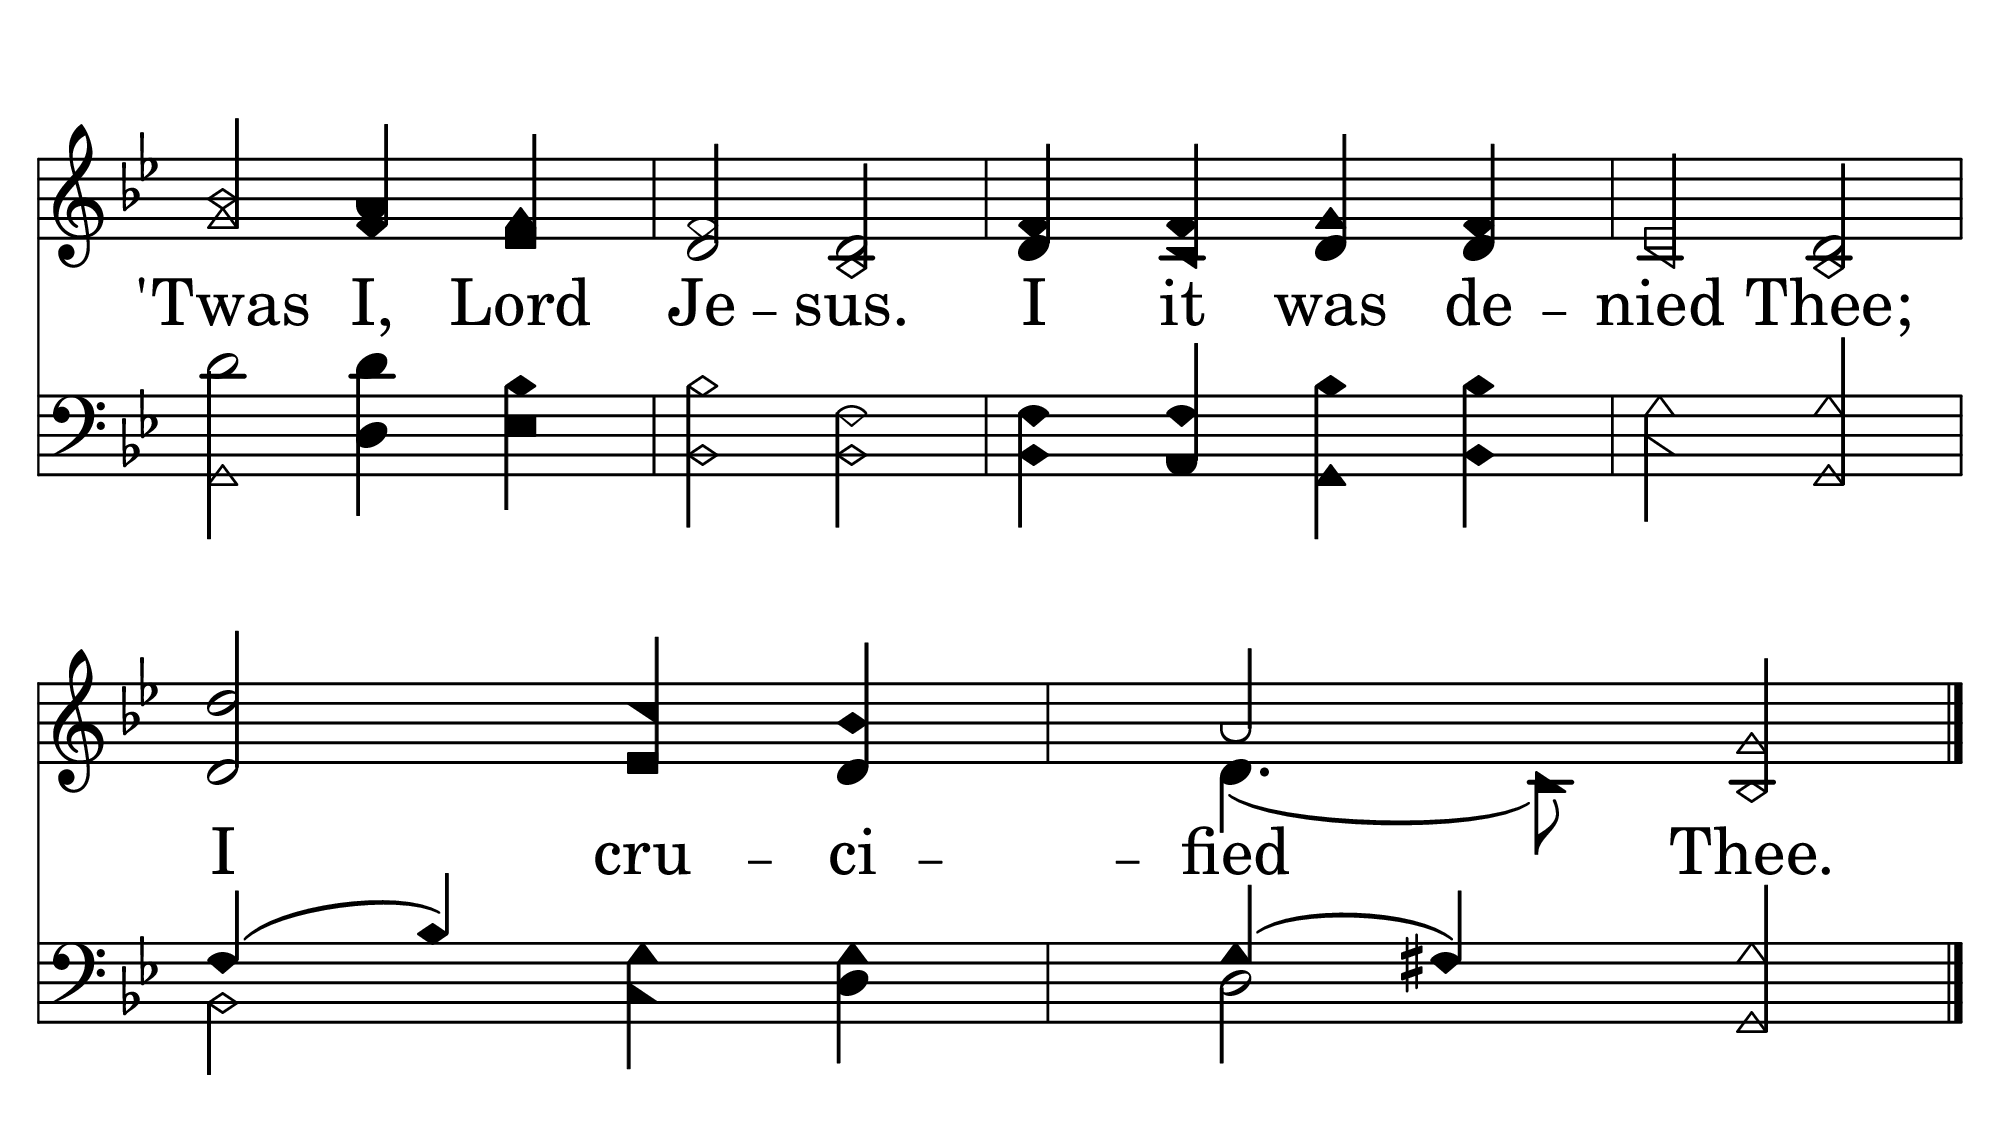 'Twas I, Lord Je – sus. I it was de – nied Thee;
I cru – ci – – fied Thee.